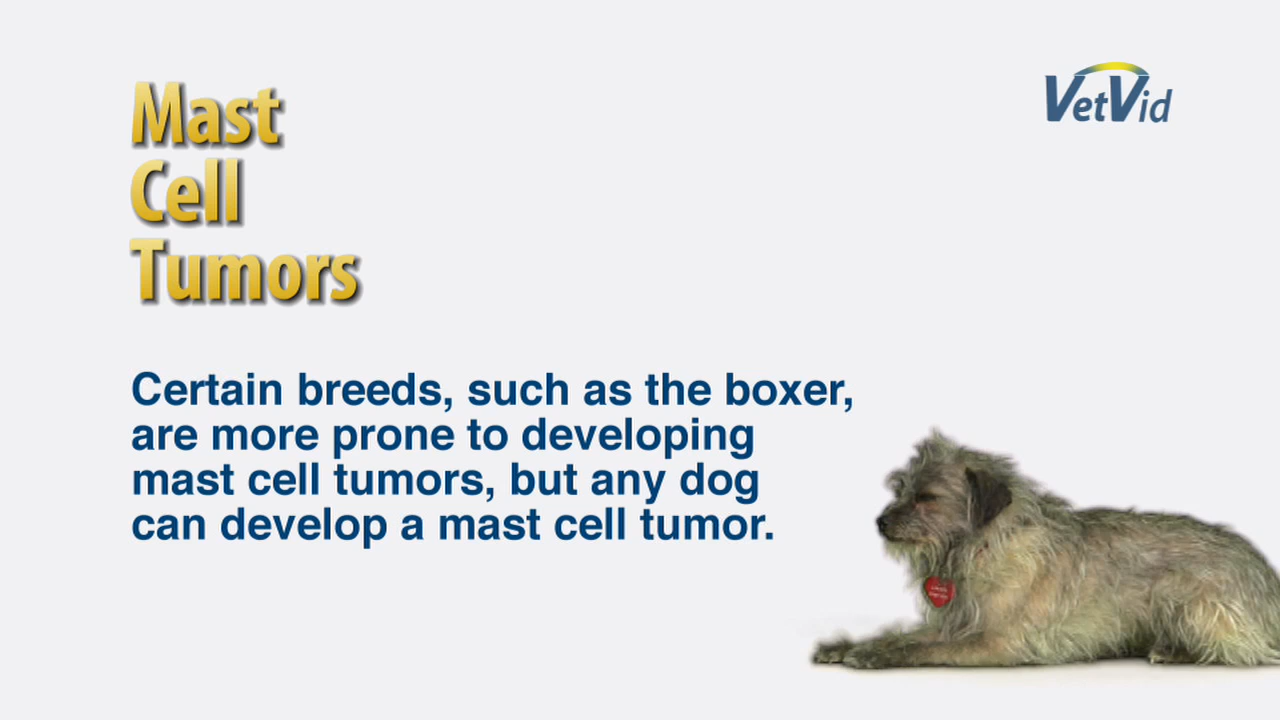 Mast
Cell
Tumors
VetVid
Certain breeds, such as the boxer,
are more prone to developing
mast cell tumors, but any dog
can develop a mast cell tumor.